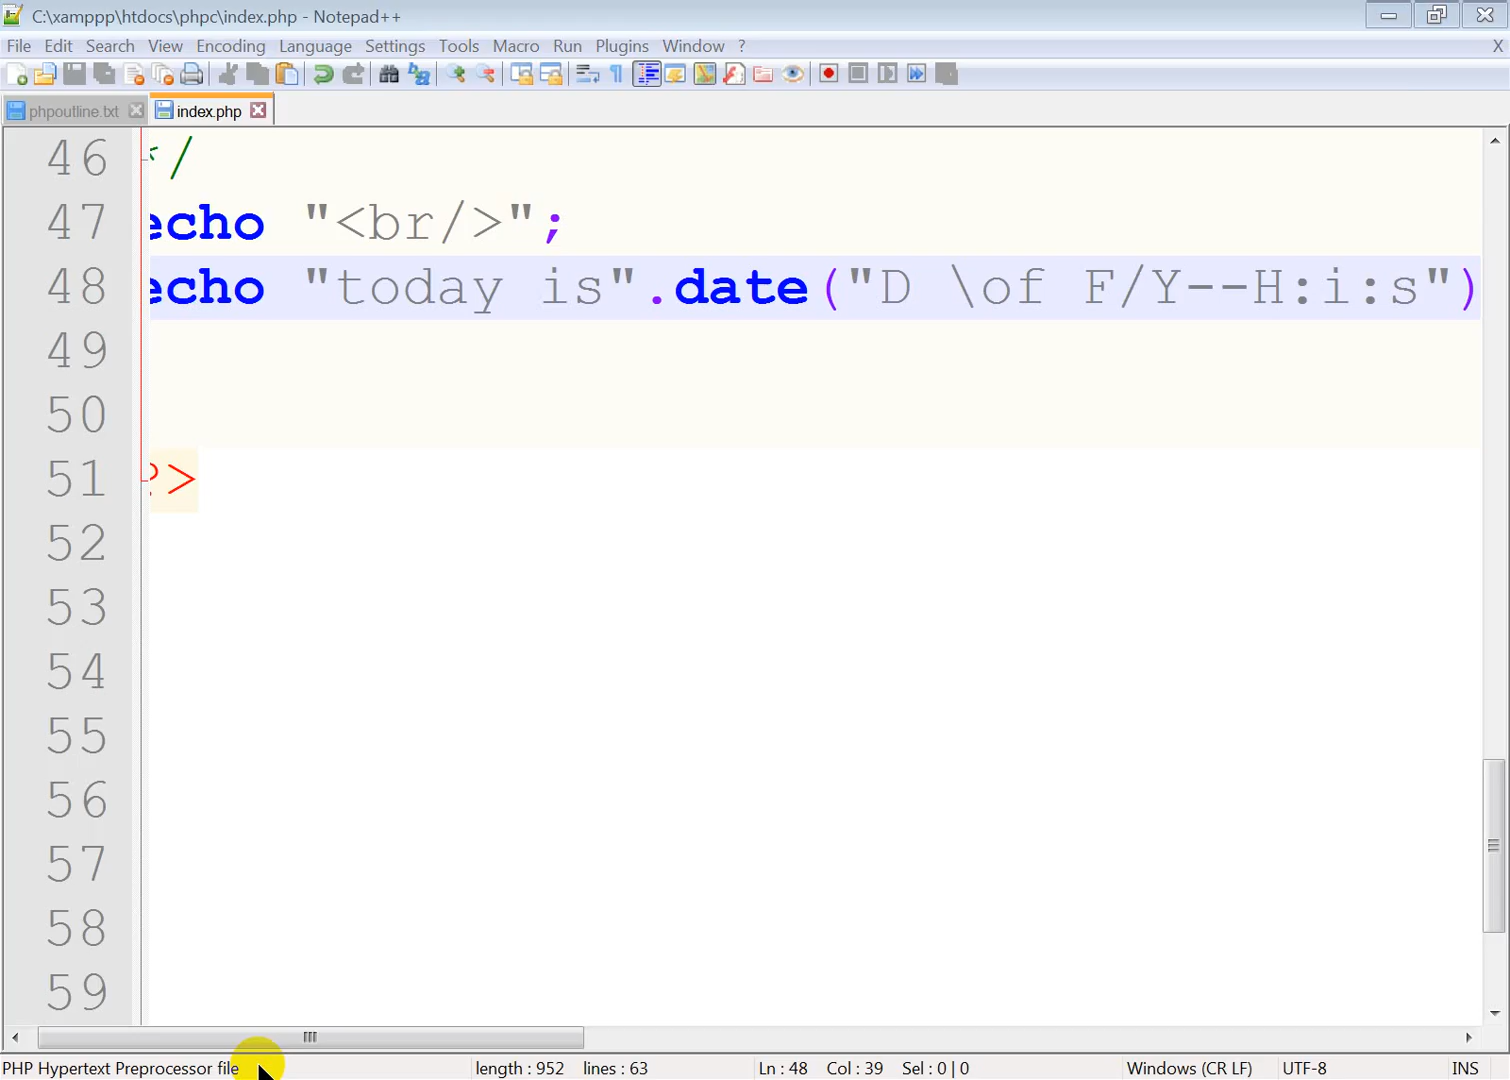 C:\xamppp\htdocs\phpc\index.php - Notepad++
File Edit Search View Encoding Language Settings Tools Macro Run Plugins Window ? X
phpoutline.txt index.php
46 */
47 echo "<br/>";
48 echo "today is".date("D \of F/Y--H:i:s")
49
50
51 ?>
52
53
54
55
56
57
58
59
PHP Hypertext Preprocessor file length : 952 lines : 63 Ln : 48 Col : 39 Sel : 0 | 0 Windows (CR LF) UTF-8 INS